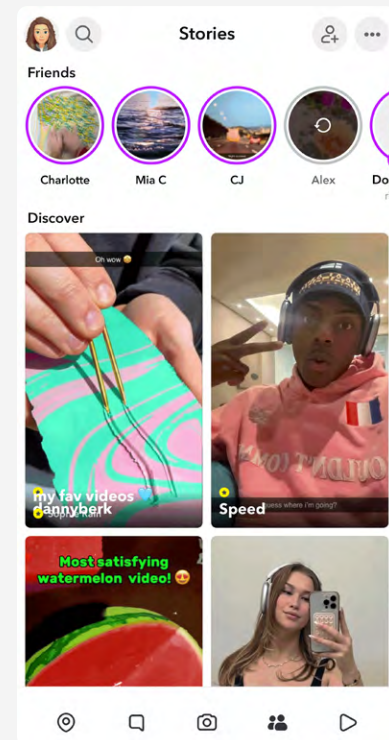 Stories
Friends
Charlotte
Mia C
CJ
Alex
Do
Discover
Oh wow 🤩
my fav videos 🩵
dannyberk
Speed
guess where i'm going?
Most satisfying
watermelon video! 😍